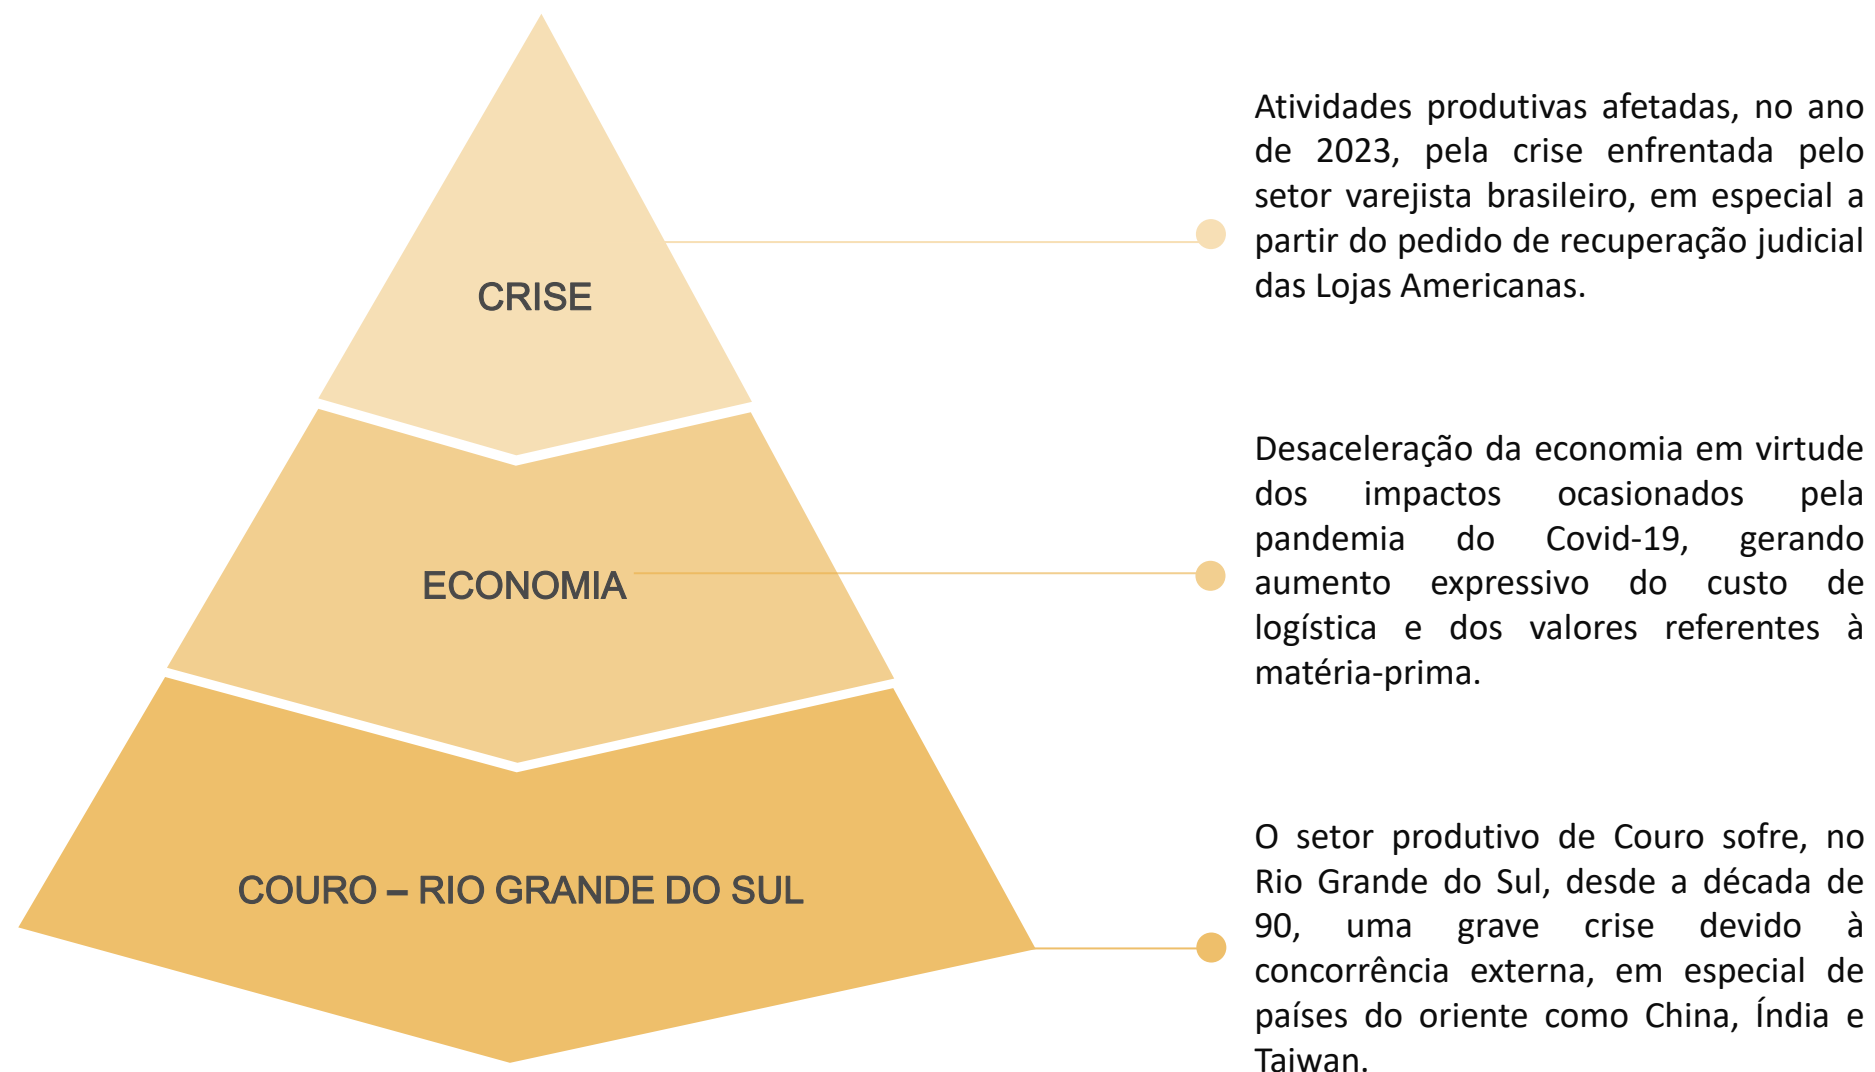 CRISE
Atividades produtivas afetadas, no ano
de 2023, pela crise enfrentada pelo
setor varejista brasileiro, em especial a
partir do pedido de recuperação judicial
das Lojas Americanas.
ECONOMIA
Desaceleração da economia em virtude
dos impactos ocasionados pela
pandemia do Covid-19, gerando
aumento expressivo do custo de
logística e dos valores referentes à
matéria-prima.
COURO – RIO GRANDE DO SUL
O setor produtivo de Couro sofre, no
Rio Grande do Sul, desde a década de
90, uma grave crise devido à
concorrência externa, em especial de
países do oriente como China, Índia e
Taiwan.